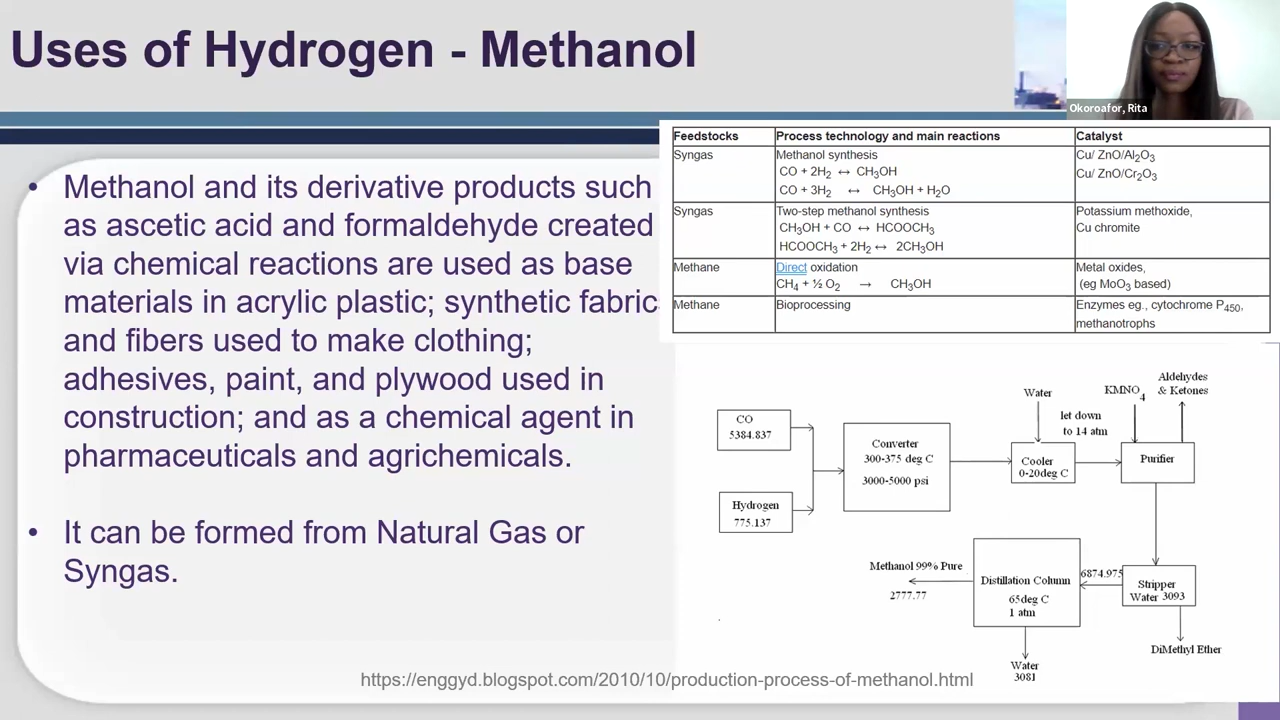 Uses of Hydrogen - Methanol
Okoroafor, Rita
• Methanol and its derivative products such
as ascetic acid and formaldehyde created
via chemical reactions are used as base
materials in acrylic plastic; synthetic fabric
and fibers used to make clothing;
adhesives, paint, and plywood used in
construction; and as a chemical agent in
pharmaceuticals and agrichemicals.
• It can be formed from Natural Gas or
Syngas.
Feedstocks Process technology and main reactions Catalyst
Syngas Methanol synthesis Cu/ ZnO/Al₂O₃
CO + 2H₂ ↔ CH₃OH Cu/ ZnO/Cr₂O₃
CO + 3H₂ ↔ CH₃OH + H₂O
Syngas Two-step methanol synthesis Potassium methoxide,
CH₃OH + CO ↔ HCOOCH₃ Cu chromite
HCOOCH₃ + 2H₂ ↔ 2CH₃OH
Methane Direct oxidation Metal oxides,
CH₄ + ½ O₂ → CH₃OH (eg MoO₃ based)
Methane Bioprocessing Enzymes eg., cytochrome P₄₅₀,
methanotrophs
CO
5384.837
Hydrogen
775.137
Converter
300-375 deg C
3000-5000 psi
Water
Cooler
0-20deg C
let down
to 14 atm
KMNO₄
Aldehydes
& Ketones
Purifier
Stripper
Water 3093
DiMethyl Ether
6874.975
Distillation Column
65deg C
1 atm
Methanol 99% Pure
2777.77
Water
3081
https://enggyd.blogspot.com/2010/10/production-process-of-methanol.html